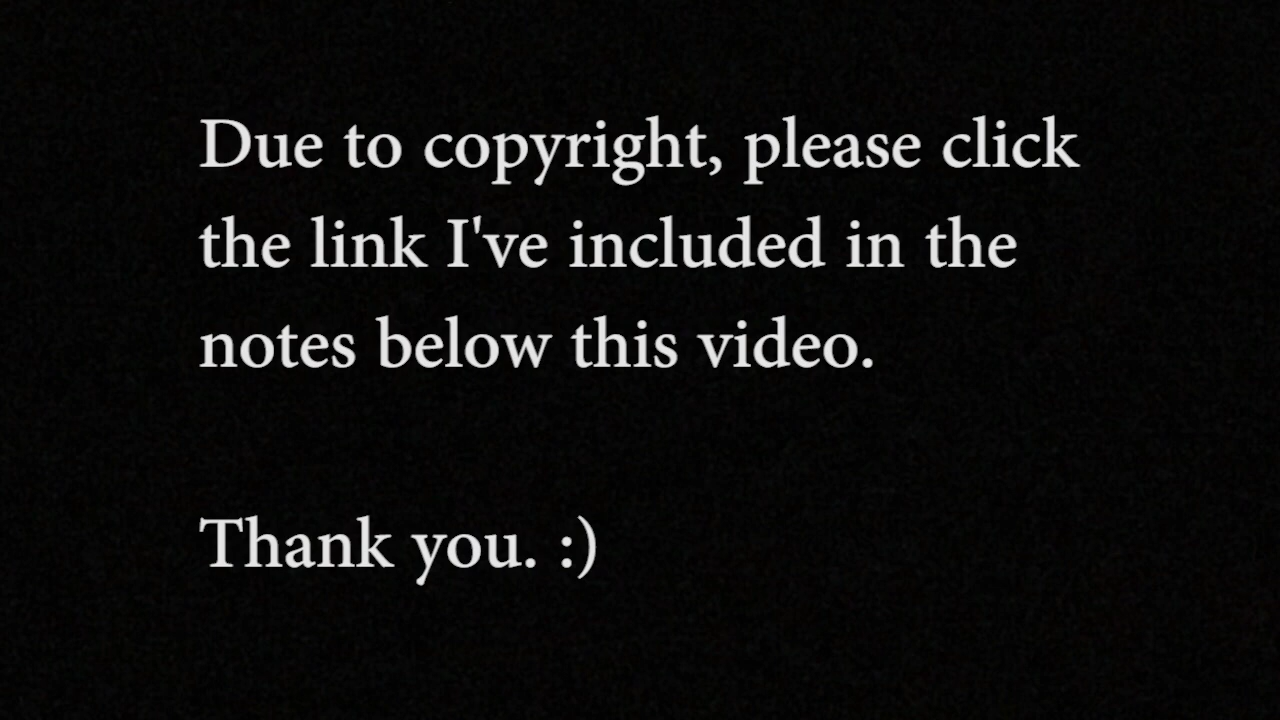 Due to copyright, please click
the link I've included in the
notes below this video.
Thank you. :)